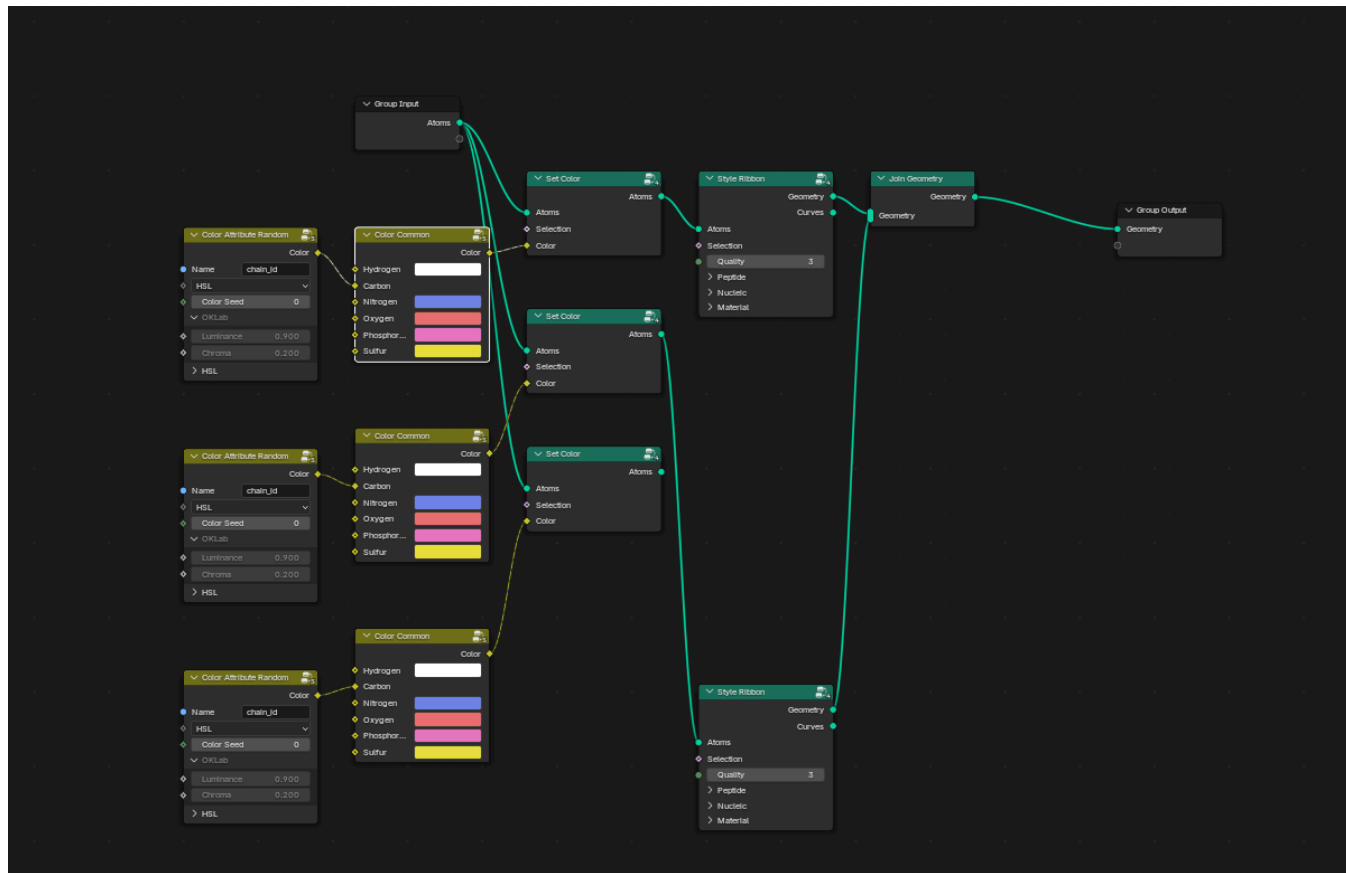 Group Input
Atoms
Set Color
Atoms
Atoms
Selection
Color
Style Ribbon
Geometry
Curves
Atoms
Selection
Quality 3
Peptide
Nucleic
Material
Join Geometry
Geometry
Geometry
Group Output
Geometry
Color Attribute Random
Color
Name chain_id
HSL
Color Seed 0
OKLab
Luminance 0.900
Chroma 0.200
HSL
Color Common
Color
Hydrogen
Carbon
Nitrogen
Oxygen
Phosphor...
Sulfur
Set Color
Atoms
Atoms
Selection
Color
Color Attribute Random
Color
Name chain_id
HSL
Color Seed 0
OKLab
Luminance 0.900
Chroma 0.200
HSL
Color Common
Color
Hydrogen
Carbon
Nitrogen
Oxygen
Phosphor...
Sulfur
Set Color
Atoms
Atoms
Selection
Color
Color Attribute Random
Color
Name chain_id
HSL
Color Seed 0
OKLab
Luminance 0.900
Chroma 0.200
HSL
Color Common
Color
Hydrogen
Carbon
Nitrogen
Oxygen
Phosphor...
Sulfur
Style Ribbon
Geometry
Curves
Atoms
Selection
Quality 3
Peptide
Nucleic
Material